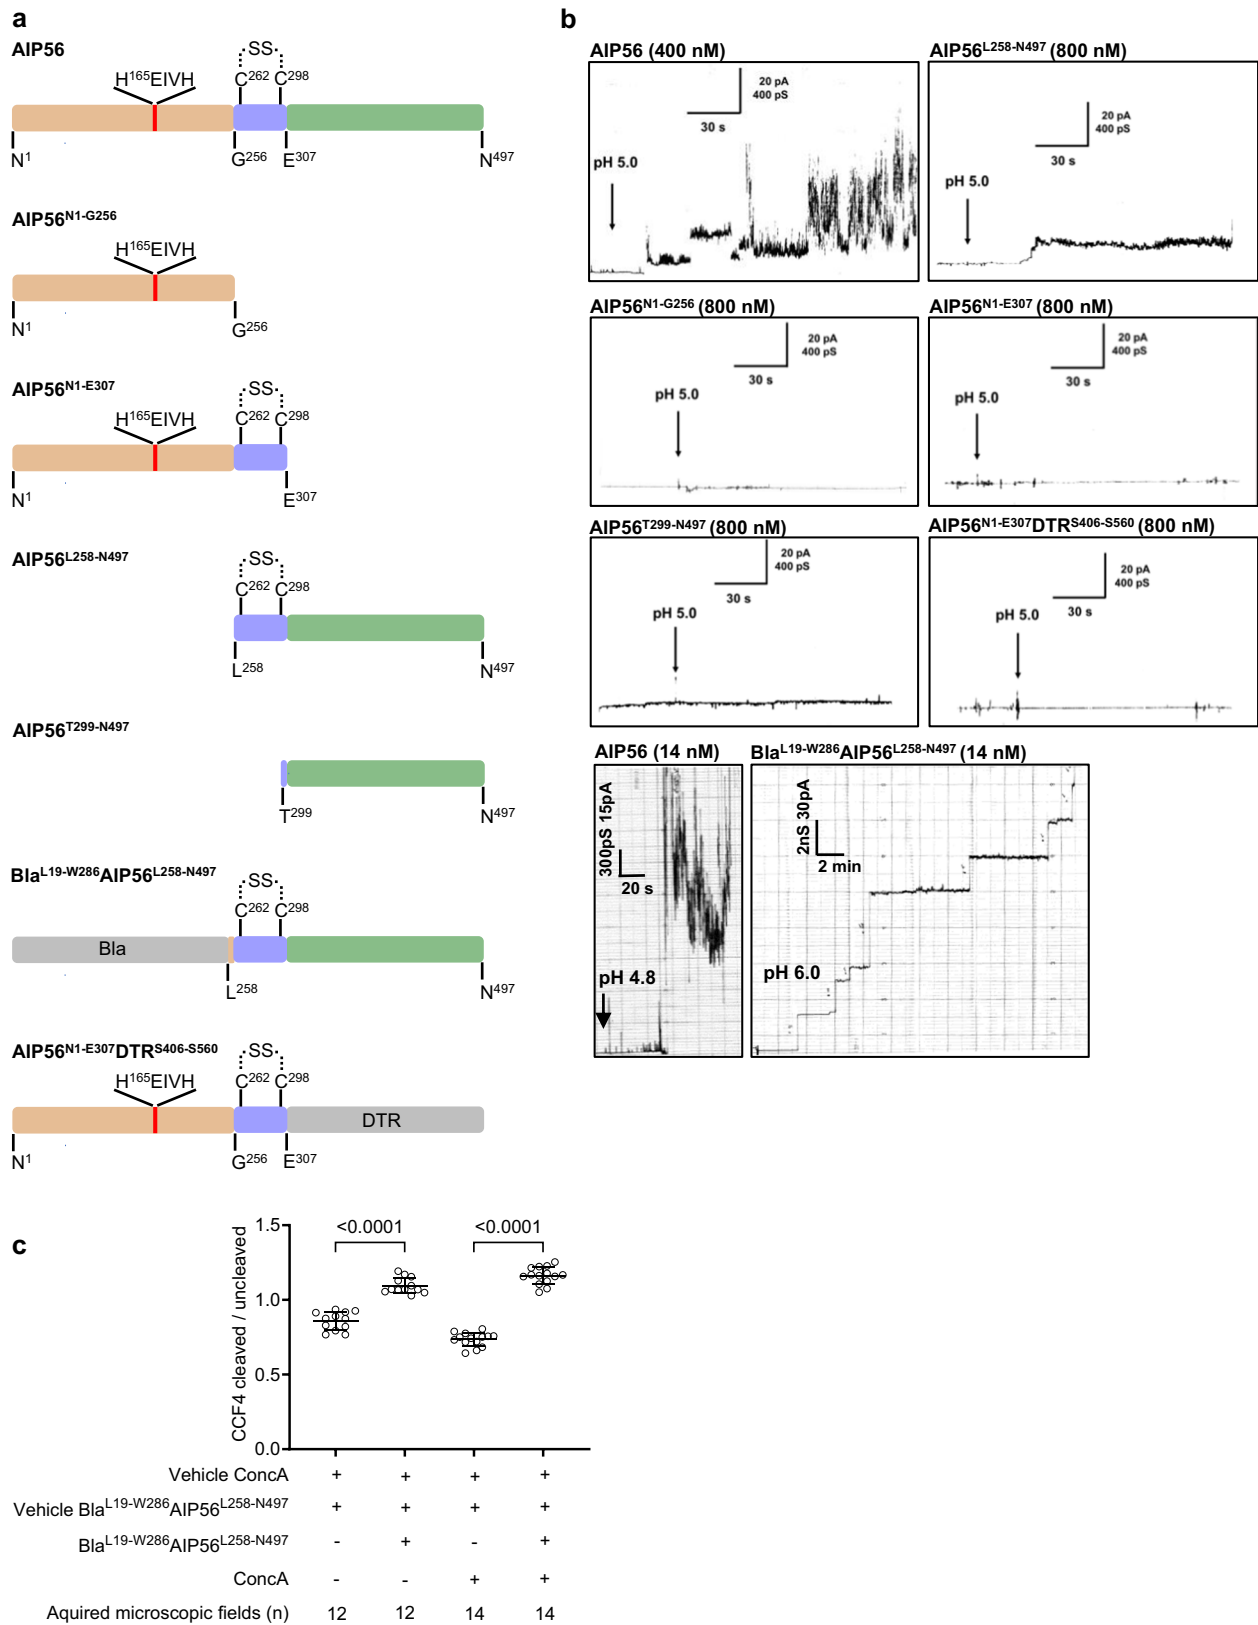 a
AIP56
SS
H165EIVH
C262 C298
N1 G256 E307 N497
AIP56N1-G256
H165EIVH
N1 G256
AIP56N1-E307
SS
H165EIVH
C262 C298
N1 E307
AIP56L258-N497
SS
C262 C298
L258 N497
AIP56T299-N497
T299 N497
BlaL19-W286AIP56L258-N497
SS
C262 C298
Bla
L258 N497
AIP56N1-E307DTRS406-S560
SS
H165EIVH
C262 C298
DTR
N1 G256 E307
b
AIP56 (400 nM)
20 pA
400 pS
30 s
pH 5.0
AIP56L258-N497 (800 nM)
20 pA
400 pS
30 s
pH 5.0
AIP56N1-G256 (800 nM)
20 pA
400 pS
30 s
pH 5.0
AIP56N1-E307 (800 nM)
20 pA
400 pS
30 s
pH 5.0
AIP56T299-N497 (800 nM)
20 pA
400 pS
30 s
pH 5.0
AIP56N1-E307DTRS406-S560 (800 nM)
20 pA
400 pS
30 s
pH 5.0
AIP56 (14 nM)
300pS 15pA
20 s
pH 4.8
BlaL19-W286AIP56L258-N497 (14 nM)
2nS 30pA
2 min
pH 6.0
c
CCF4 cleaved / uncleaved
1.5
1.0
0.5
0.0
<0.0001 <0.0001
Vehicle ConcA + + + +
Vehicle BlaL19-W286AIP56L258-N497 + + + +
BlaL19-W286AIP56L258-N497 - + - +
ConcA - - + +
Aquired microscopic fields (n) 12 12 14 14